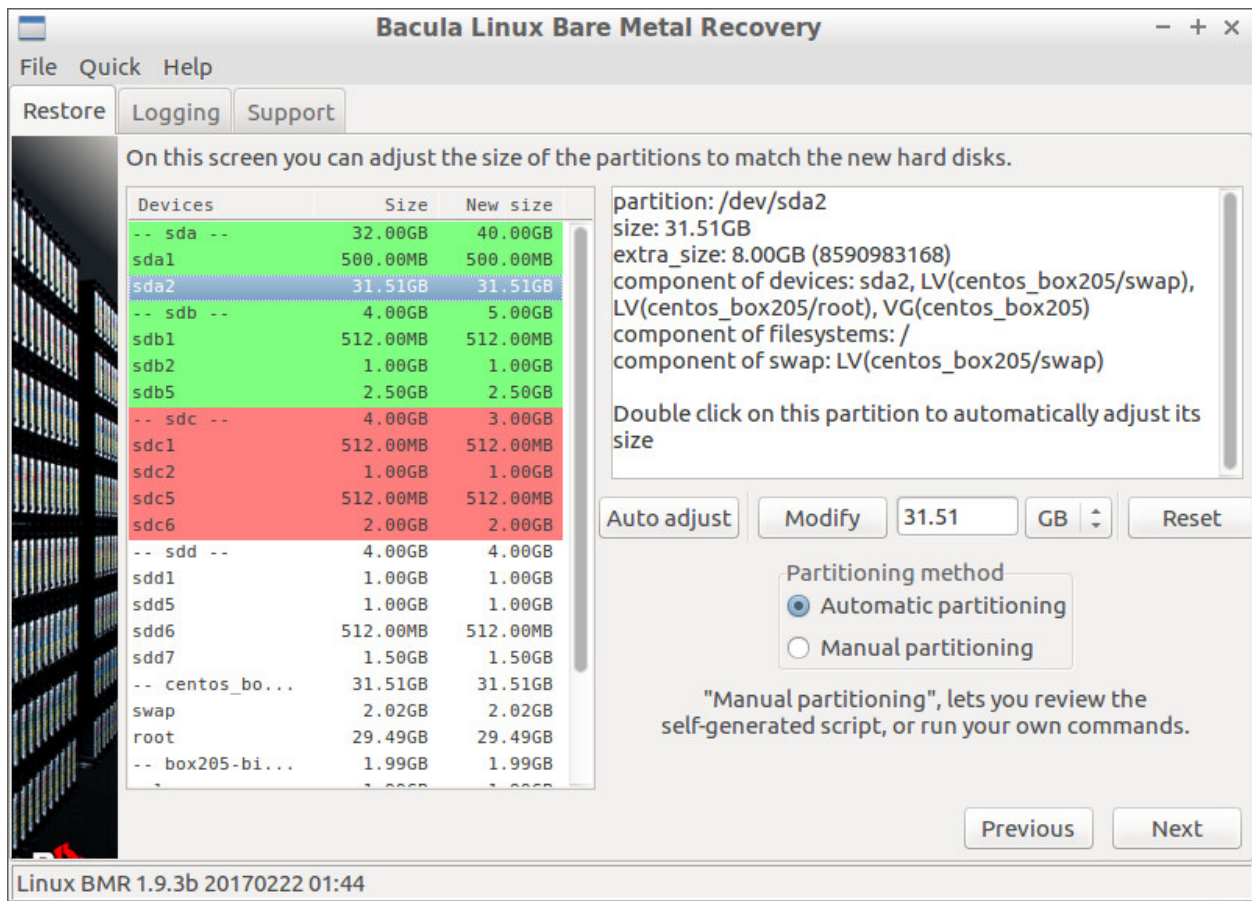 Bacula Linux Bare Metal Recovery
File Quick Help
Restore Logging Support
On this screen you can adjust the size of the partitions to match the new hard disks.
Devices Size New size
-- sda -- 32.00GB 40.00GB
sda1 500.00MB 500.00MB
sda2 31.51GB 31.51GB
-- sdb -- 4.00GB 5.00GB
sdb1 512.00MB 512.00MB
sdb2 1.00GB 1.00GB
sdb5 2.50GB 2.50GB
-- sdc -- 4.00GB 3.00GB
sdc1 512.00MB 512.00MB
sdc2 1.00GB 1.00GB
sdc5 512.00MB 512.00MB
sdc6 2.00GB 2.00GB
-- sdd -- 4.00GB 4.00GB
sdd1 1.00GB 1.00GB
sdd5 1.00GB 1.00GB
sdd6 512.00MB 512.00MB
sdd7 1.50GB 1.50GB
-- centos_bo... 31.51GB 31.51GB
swap 2.02GB 2.02GB
root 29.49GB 29.49GB
-- box205-bi... 1.99GB 1.99GB
partition: /dev/sda2
size: 31.51GB
extra_size: 8.00GB (8590983168)
component of devices: sda2, LV(centos_box205/swap),
LV(centos_box205/root), VG(centos_box205)
component of filesystems: /
component of swap: LV(centos_box205/swap)
Double click on this partition to automatically adjust its
size
Auto adjust Modify 31.51 GB Reset
Partitioning method
Automatic partitioning
Manual partitioning
"Manual partitioning", lets you review the
self-generated script, or run your own commands.
Previous Next
Linux BMR 1.9.3b 20170222 01:44